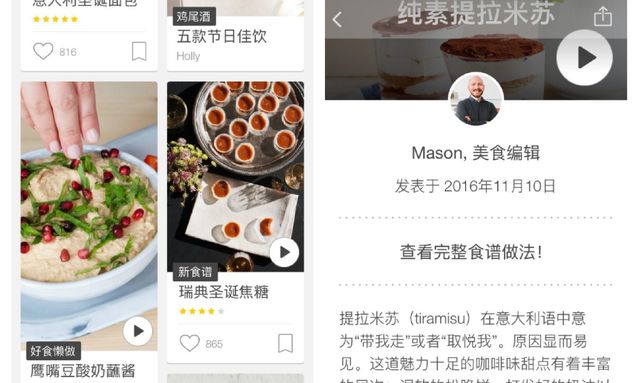 意大利圣诞面包
816
鸡尾酒
五款节日佳饮
Holly
好食懒做
鹰嘴豆酸奶蘸酱
新食谱
瑞典圣诞焦糖
865
纯素提拉米苏
Mason, 美食编辑
发表于 2016年11月10日
查看完整食谱做法！
提拉米苏（tiramisu）在意大利语中意
为“带我走”或者“取悦我”。原因显而易
见。这道魅力十足的咖啡味甜点有着丰富